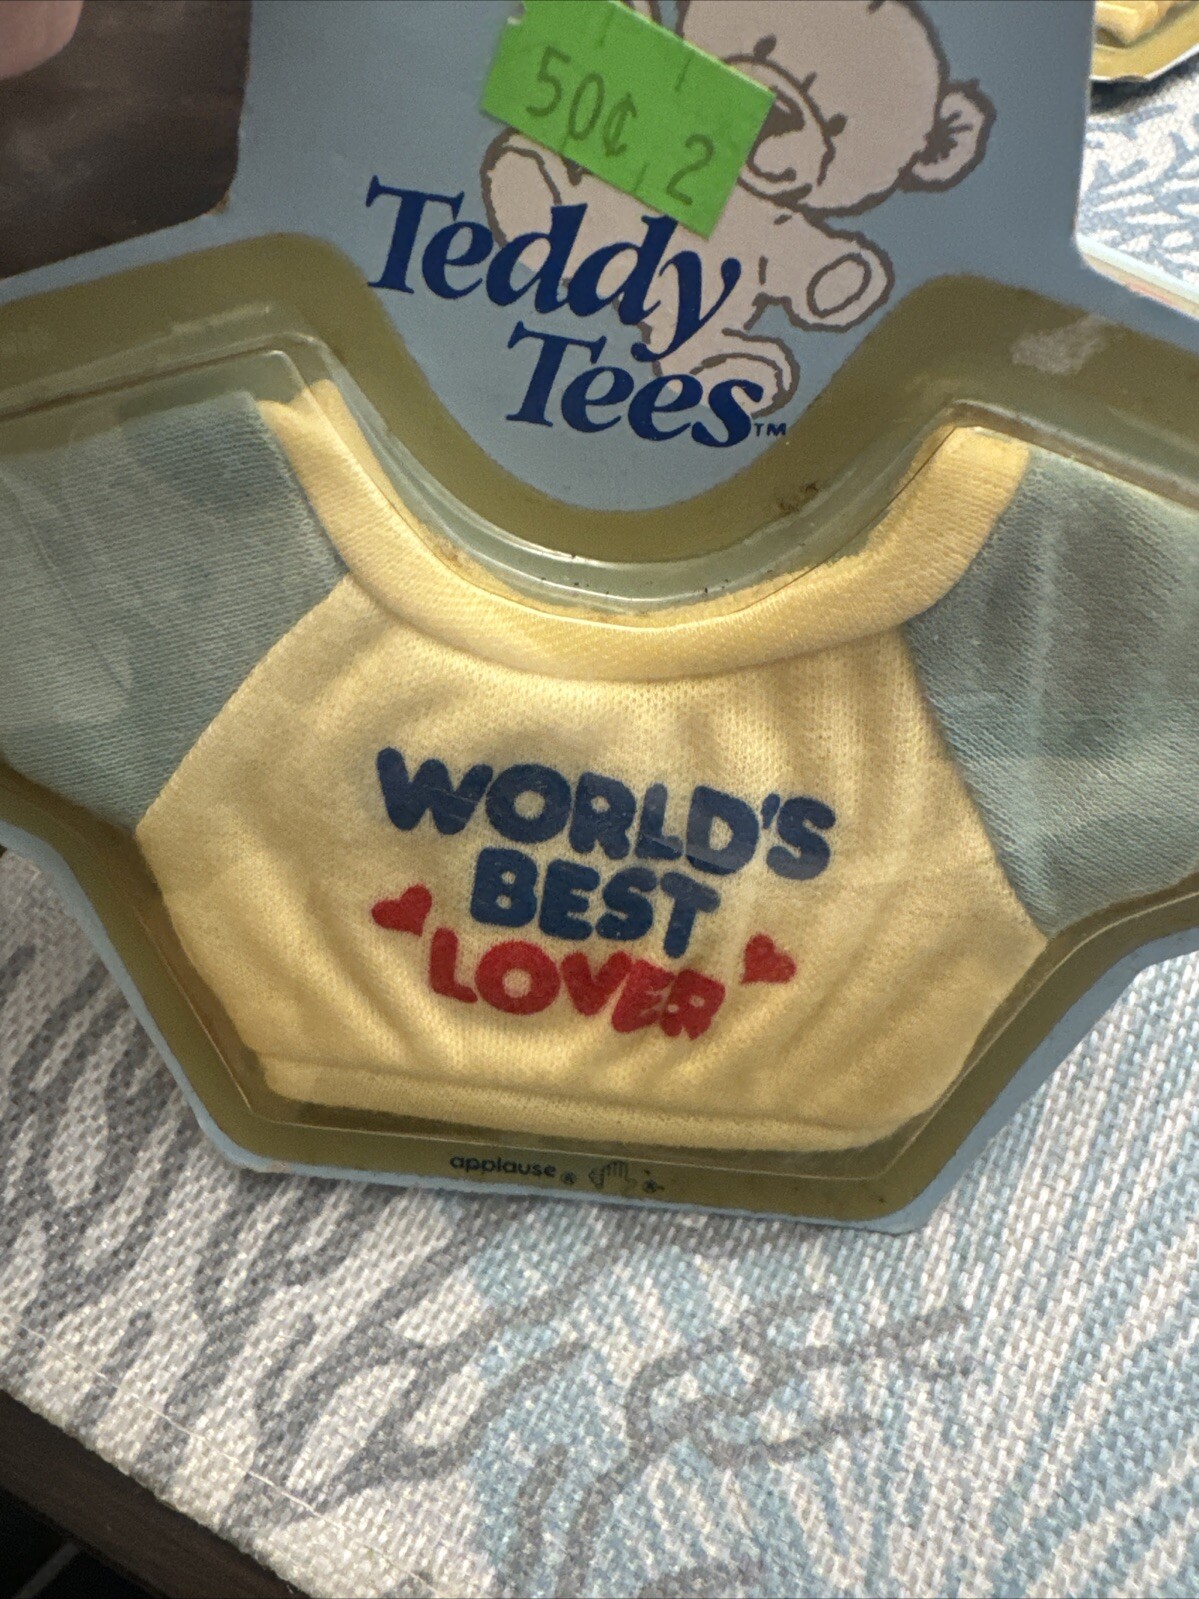 50¢ 2
Teddy
Tees™
WORLD'S
BEST
LOVER
applause® ®